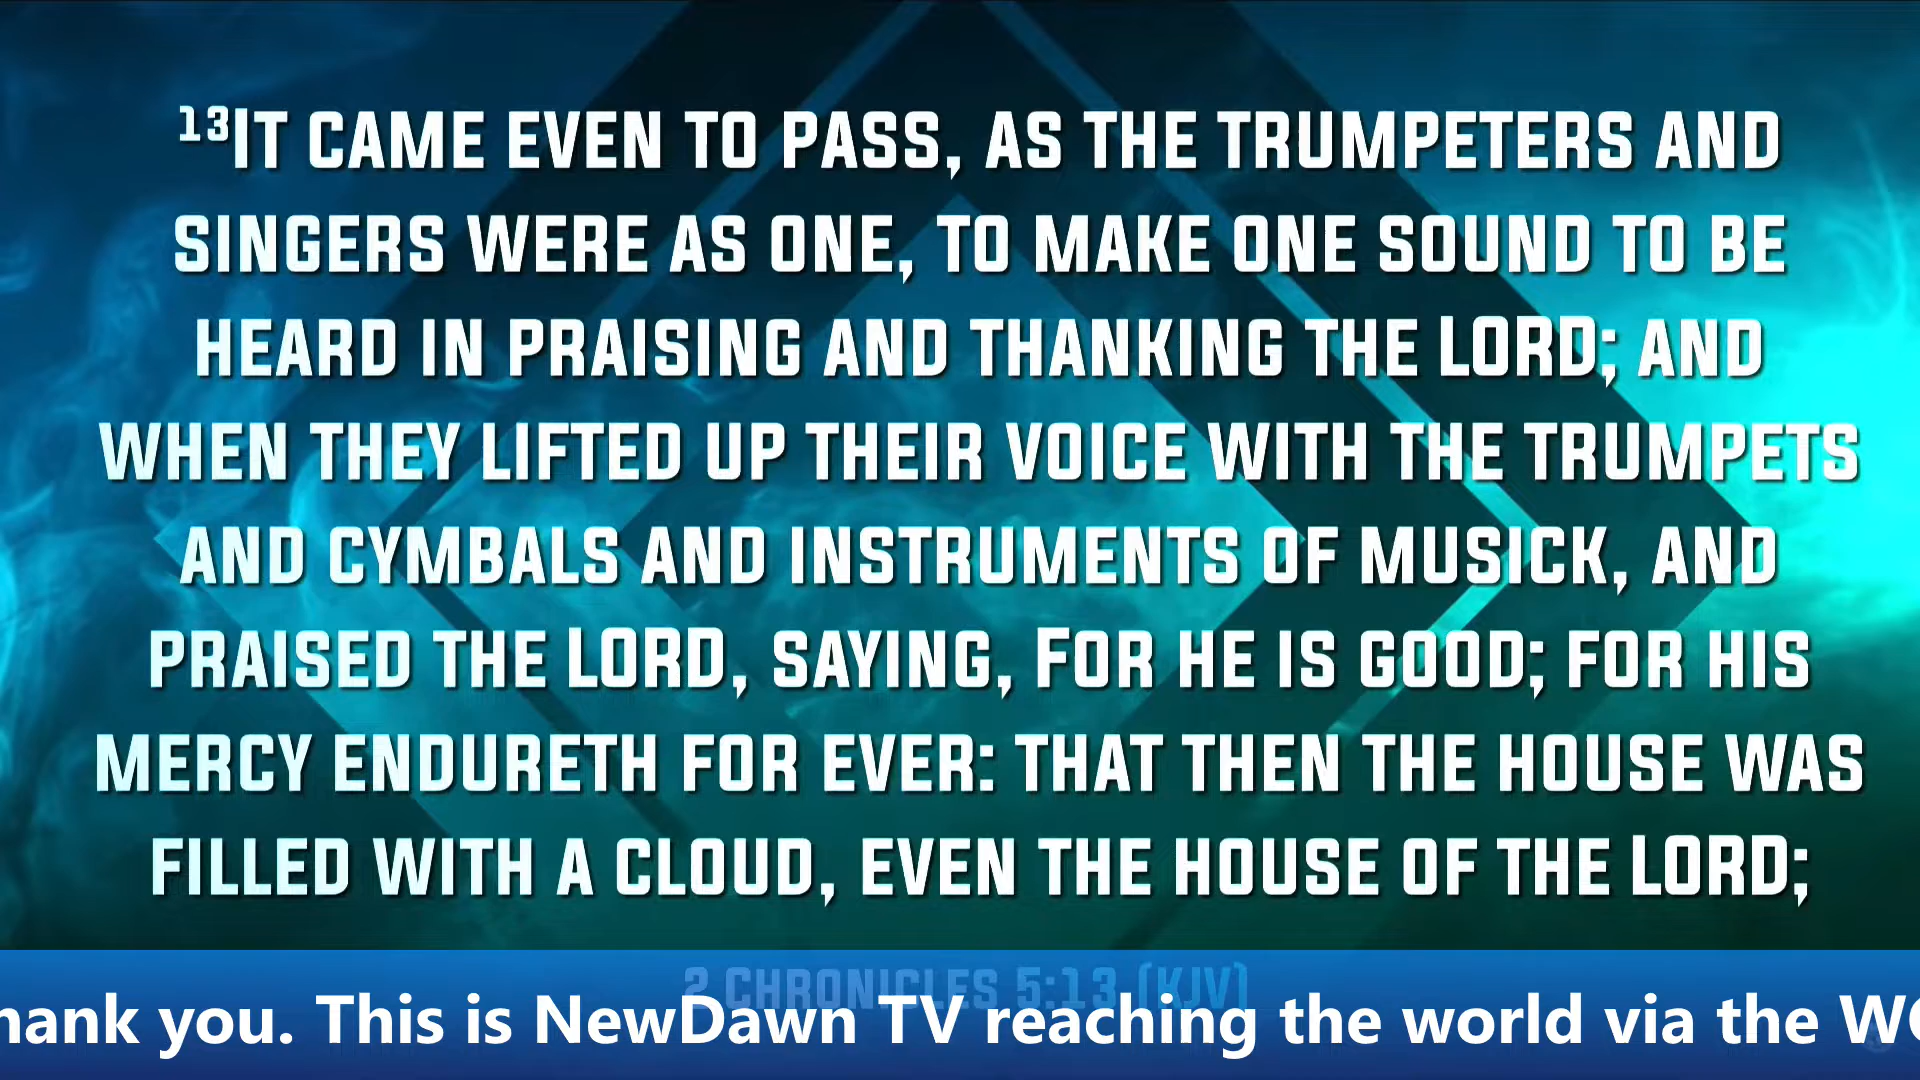 ¹³IT CAME EVEN TO PASS, AS THE TRUMPETERS AND
SINGERS WERE AS ONE, TO MAKE ONE SOUND TO BE
HEARD IN PRAISING AND THANKING THE LORD; AND
WHEN THEY LIFTED UP THEIR VOICE WITH THE TRUMPETS
AND CYMBALS AND INSTRUMENTS OF MUSICK, AND
PRAISED THE LORD, SAYING, FOR HE IS GOOD; FOR HIS
MERCY ENDURETH FOR EVER: THAT THEN THE HOUSE WAS
FILLED WITH A CLOUD, EVEN THE HOUSE OF THE LORD;
2 CHRONICLES 5:13 (KJV)
you. This is NewDawn TV reaching the world via the